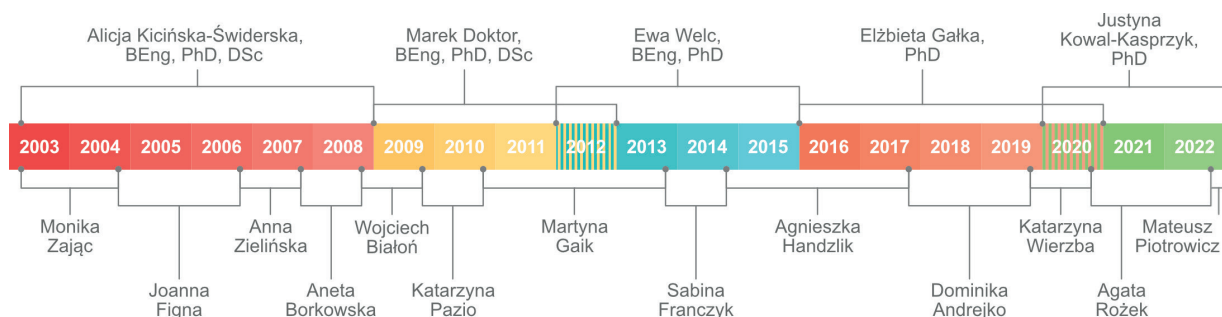 Alicja Kicińska-Świderska,
BEng, PhD, DSc
Marek Doktor,
BEng, PhD, DSc
Ewa Welc,
BEng, PhD
Elżbieta Gałka,
PhD
Justyna
Kowal-Kasprzyk,
PhD
2003 2004 2005 2006 2007 2008 2009 2010 2011 2012 2013 2014 2015 2016 2017 2018 2019 2020 2021 2022
Monika
Zając
Anna
Zielińska
Wojciech
Białoń
Martyna
Gaik
Agnieszka
Handzlik
Katarzyna
Wierzba
Mateusz
Piotrowicz
Joanna
Figna
Aneta
Borkowska
Katarzyna
Pazio
Sabina
Franczyk
Dominika
Andrejko
Agata
Rożek